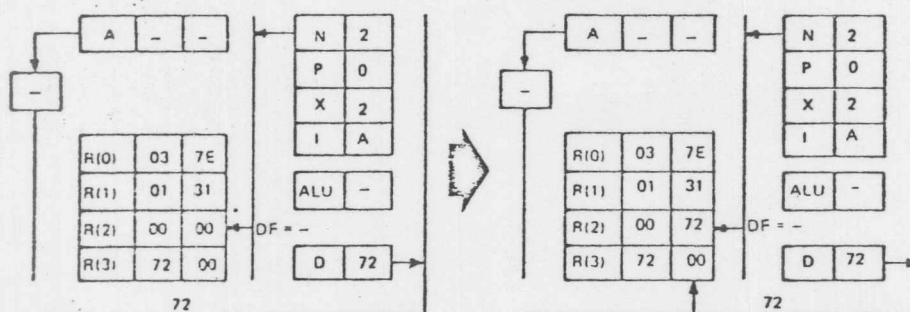 A – –
N 2
–
P 0
X 2
I A
R(0) 03 7E
R(1) 01 31
ALU –
R(2) 00 00
DF = –
R(3) 72 00
D 72
72
A – –
N 2
–
P 0
X 2
I A
R(0) 03 7E
R(1) 01 31
ALU –
R(2) 00 72
DF = –
R(3) 72 00
D 72
72